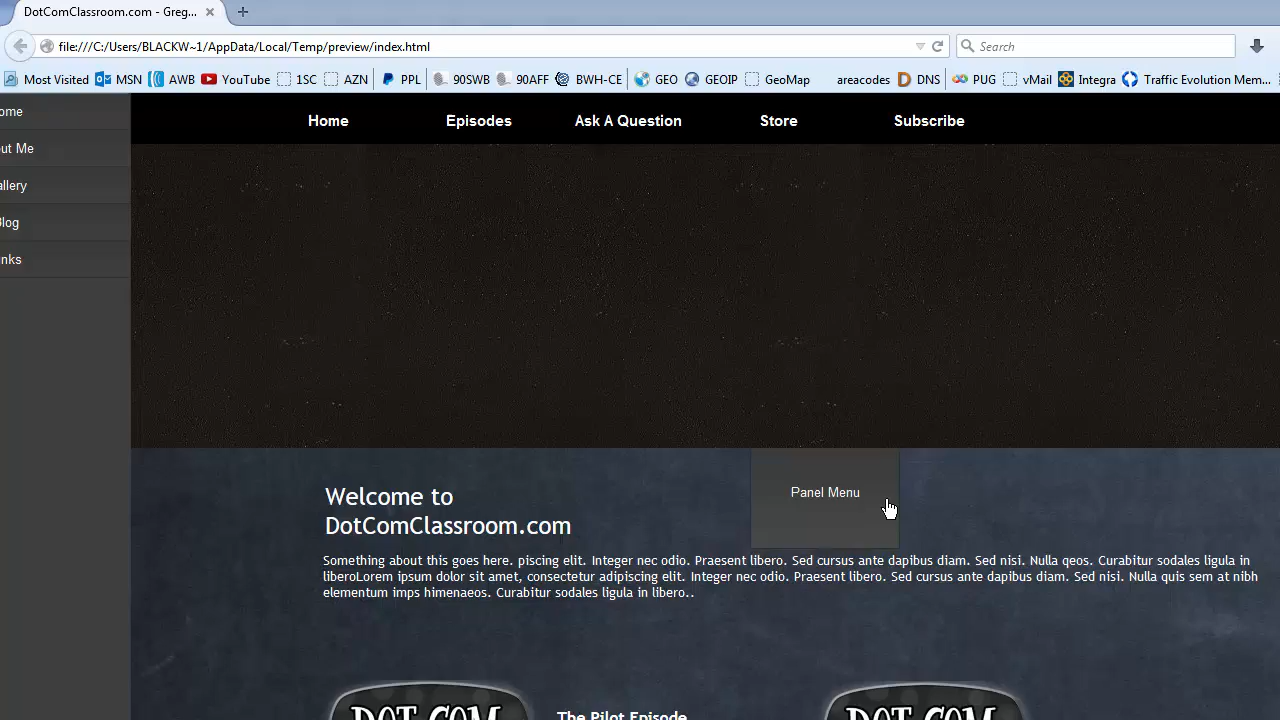 DotComClassroom.com - Greg...
file:///C:/Users/BLACKW~1/AppData/Local/Temp/preview/index.html
Search
Most Visited MSN AWB YouTube 1SC AZN PPL 90SWB 90AFF BWH-CE GEO GEOIP GeoMap areacodes DNS PUG vMail Integra Traffic Evolution Mem...
ome
ut Me
allery
Blog
nks
Home Episodes Ask A Question Store Subscribe
Panel Menu
Welcome to
DotComClassroom.com
Something about this goes here. piscing elit. Integer nec odio. Praesent libero. Sed cursus ante dapibus diam. Sed nisi. Nulla qeos. Curabitur sodales ligula in
liberoLorem ipsum dolor sit amet, consectetur adipiscing elit. Integer nec odio. Praesent libero. Sed cursus ante dapibus diam. Sed nisi. Nulla quis sem at nibh
elementum imps himenaeos. Curabitur sodales ligula in libero..
DOT COM
The Pilot Episode
DOT COM